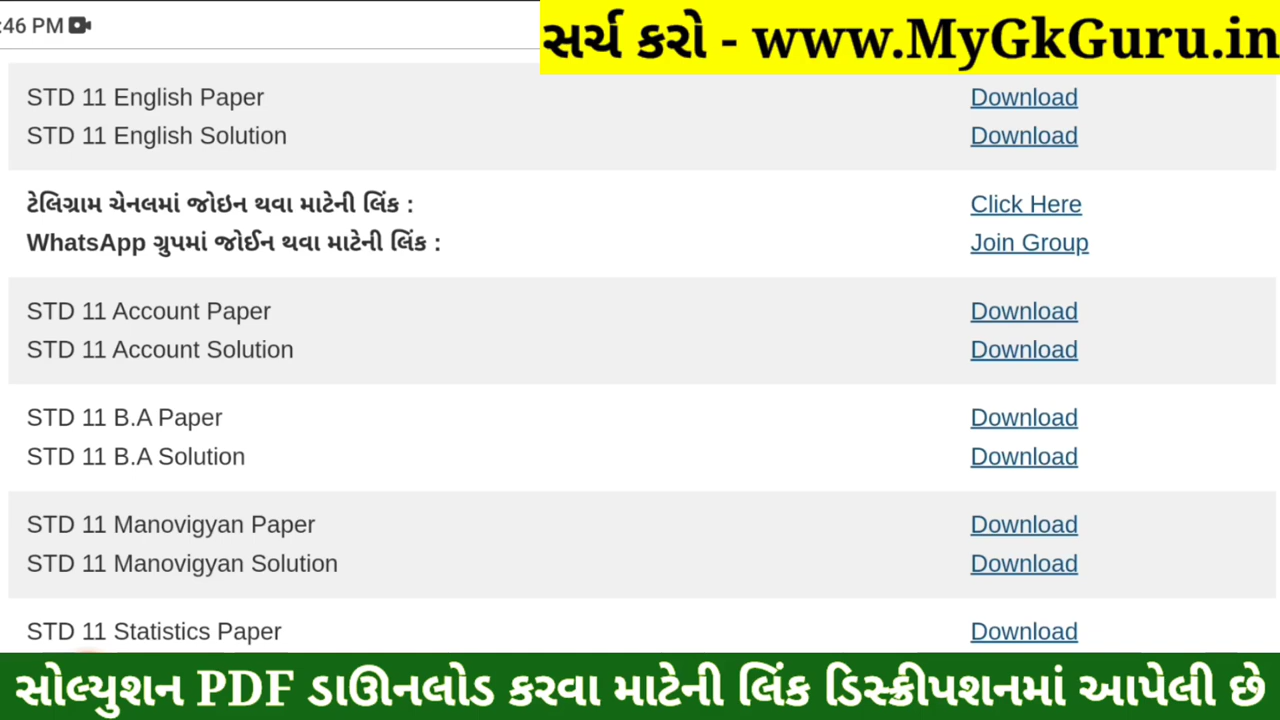 :46 PM
સર્ચ કરો - www.MyGkGuru.in
STD 11 English Paper Download
STD 11 English Solution Download
ટેલિગ્રામ ચેનલમાં જોઇન થવા માટેની લિંક : Click Here
WhatsApp ગ્રુપમાં જોઈન થવા માટેની લિંક : Join Group
STD 11 Account Paper Download
STD 11 Account Solution Download
STD 11 B.A Paper Download
STD 11 B.A Solution Download
STD 11 Manovigyan Paper Download
STD 11 Manovigyan Solution Download
STD 11 Statistics Paper Download
સોલ્યુશન PDF ડાઊનલોડ કરવા માટેની લિંક ડિસ્ક્રીપશનમાં આપેલી છે